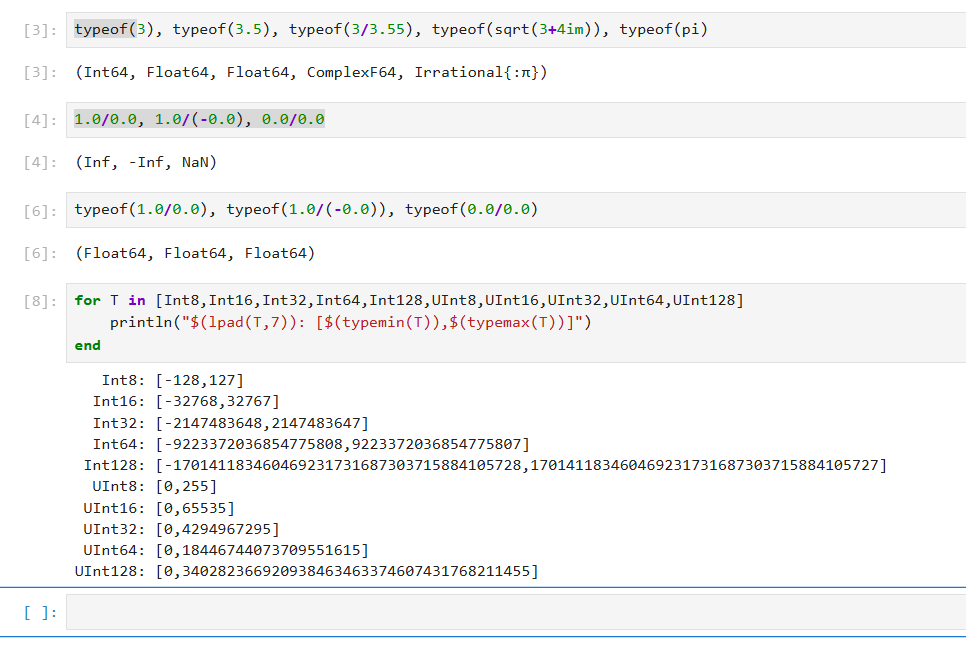 [3]: typeof(3), typeof(3.5), typeof(3/3.55), typeof(sqrt(3+4im)), typeof(pi)
[3]: (Int64, Float64, Float64, ComplexF64, Irrational{:π})
[4]: 1.0/0.0, 1.0/(-0.0), 0.0/0.0
[4]: (Inf, -Inf, NaN)
[6]: typeof(1.0/0.0), typeof(1.0/(-0.0)), typeof(0.0/0.0)
[6]: (Float64, Float64, Float64)
[8]: for T in [Int8,Int16,Int32,Int64,Int128,UInt8,UInt16,UInt32,UInt64,UInt128]
println("$(lpad(T,7)): [$(typemin(T)),$(typemax(T))]")
end
Int8: [-128,127]
Int16: [-32768,32767]
Int32: [-2147483648,2147483647]
Int64: [-9223372036854775808,9223372036854775807]
Int128: [-170141183460469231731687303715884105728,170141183460469231731687303715884105727]
UInt8: [0,255]
UInt16: [0,65535]
UInt32: [0,4294967295]
UInt64: [0,18446744073709551615]
UInt128: [0,340282366920938463463374607431768211455]
[ ]: